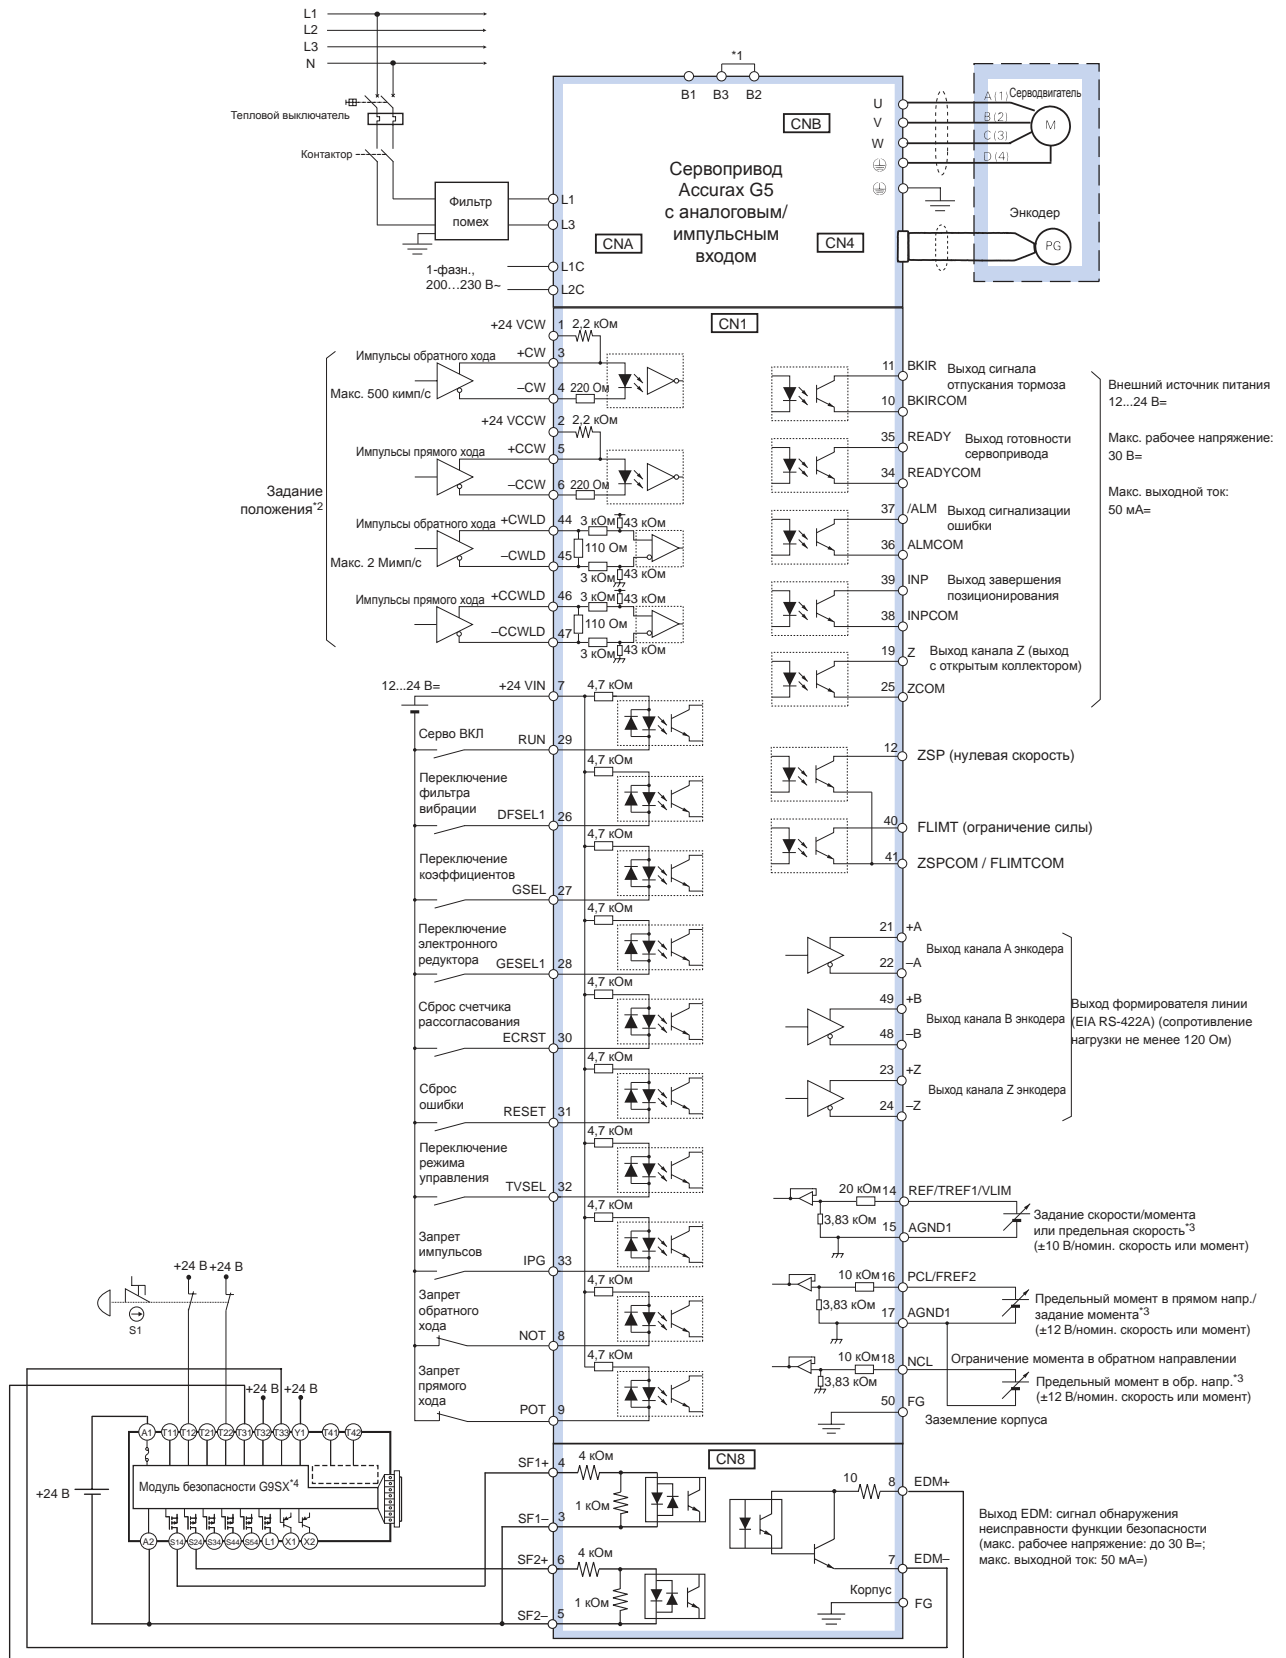 L1
L2
L3
N
Тепловой выключатель
Контактор
Фильтр
помех
L1
L3
1-фазн.,
200...230 В~
L1C
L2C
*1
B1 B3 B2
CNB
CNA
CN4
Сервопривод
Accurax G5
с аналоговым/
импульсным
входом
U
V
W
A (1)
B (2)
C (3)
D (4)
Серводвигатель
M
Энкодер
PG
CN1
+24 VCW 1 2,2 кОм
Импульсы обратного хода +CW 3
Макс. 500 кимп/с –CW 4 220 Ом
+24 VCCW 2 2,2 кОм
Импульсы прямого хода +CCW 5
–CCW 6 220 Ом
Задание
положения*2
Импульсы обратного хода +CWLD 44 3 кОм 43 кОм
110 Ом
Макс. 2 Мимп/с –CWLD 45
3 кОм 43 кОм
Импульсы прямого хода +CCWLD 46 3 кОм 43 кОм
110 Ом
–CCWLD 47
3 кОм 43 кОм
12...24 В= +24 VIN 7 4,7 кОм
Серво ВКЛ RUN 29
4,7 кОм
Переключение
фильтра
вибрации
DFSEL1 26
4,7 кОм
Переключение
коэффициентов
GSEL 27
4,7 кОм
Переключение
электронного
редуктора
GESEL1 28
4,7 кОм
Сброс счетчика
рассогласования
ECRST 30
4,7 кОм
Сброс
ошибки
RESET 31
4,7 кОм
Переключение
режима
управления
TVSEL 32
4,7 кОм
Запрет
импульсов
IPG 33
4,7 кОм
Запрет
обратного
хода
NOT 8
4,7 кОм
Запрет
прямого
хода
POT 9
11 BKIR
Выход сигнала
отпускания тормоза
10 BKIRCOM
35 READY
Выход готовности
сервопривода
34 READYCOM
37 /ALM
Выход сигнализации
ошибки
36 ALMCOM
39 INP
Выход завершения
позиционирования
38 INPCOM
19 Z
Выход канала Z (выход
с открытым коллектором)
25 ZCOM
Внешний источник питания
12...24 В=
Макс. рабочее напряжение:
30 В=
Макс. выходной ток:
50 мА=
12 ZSP (нулевая скорость)
40 FLIMT (ограничение силы)
41 ZSPCOM / FLIMTCOM
21 +A
Выход канала A энкодера
22 –A
49 +B
Выход канала B энкодера
48 –B
23 +Z
Выход канала Z энкодера
24 –Z
Выход формирователя линии
(EIA RS-422A) (сопротивление
нагрузки не менее 120 Ом)
20 кОм 14 REF/TREF1/VLIM
3,83 кОм 15 AGND1
Задание скорости/момента
или предельная скорость*3
(±10 В/номин. скорость или момент)
10 кОм 16 PCL/FREF2
3,83 кОм 17 AGND1
Предельный момент в прямом напр./
задание момента*3
(±12 В/номин. скорость или момент)
10 кОм 18 NCL
3,83 кОм
Ограничение момента в обратном направлении
Предельный момент в обр. напр.*3
(±12 В/номин. скорость или момент)
50 FG
Заземление корпуса
+24 В +24 В
S1
+24 В +24 В
A1 T11 T12 T21 T22 T31 T32 T33 Y1 T41 T42
Модуль безопасности G9SX*4
+24 В
A2 S14 S24 S34 S44 S54 L1 X1 X2
CN8
SF1+ 4 4 кОм
1 кОм
SF1– 3
SF2+ 6 4 кОм
1 кОм
SF2– 5
10 8 EDM+
7 EDM–
Корпус
FG
Выход EDM: сигнал обнаружения
неисправности функции безопасности
(макс. рабочее напряжение: до 30 В=;
макс. выходной ток: 50 мА=)